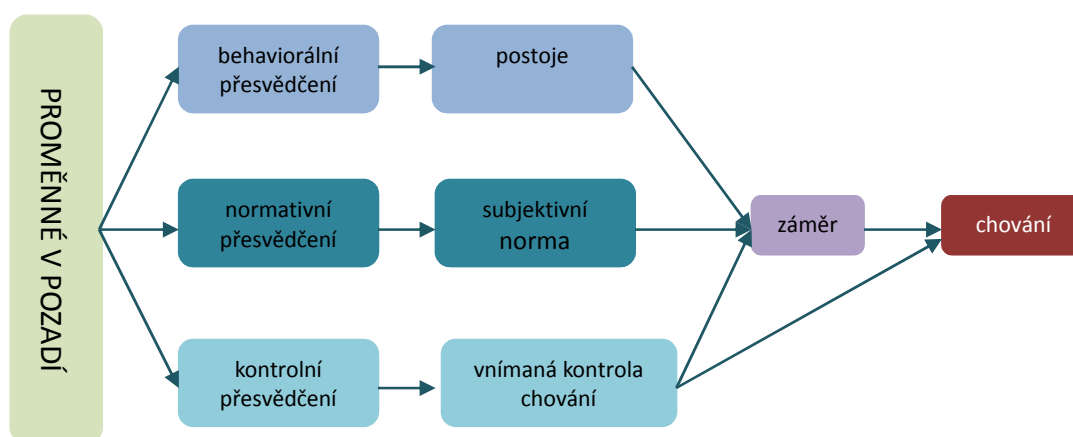 PROMĚNNÉ V POZADÍ
behaviorální
přesvědčení
postoje
normativní
přesvědčení
subjektivní
norma
záměr
chování
kontrolní
přesvědčení
vnímaná kontrola
chování